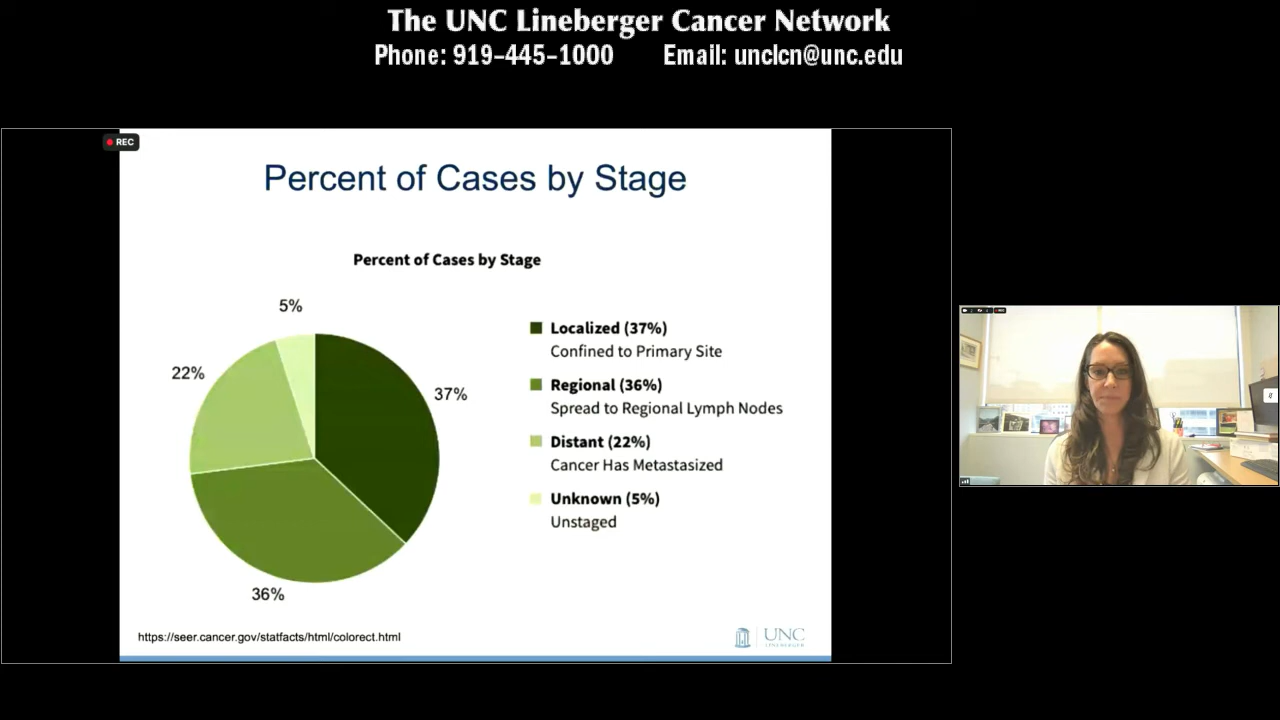 The UNC Lineberger Cancer Network
Phone: 919-445-1000 Email: unclcn@unc.edu
REC
Percent of Cases by Stage
Percent of Cases by Stage
5%
22%
37%
36%
Localized (37%)
Confined to Primary Site
Regional (36%)
Spread to Regional Lymph Nodes
Distant (22%)
Cancer Has Metastasized
Unknown (5%)
Unstaged
https://seer.cancer.gov/statfacts/html/colorect.html
UNC
LINEBERGER